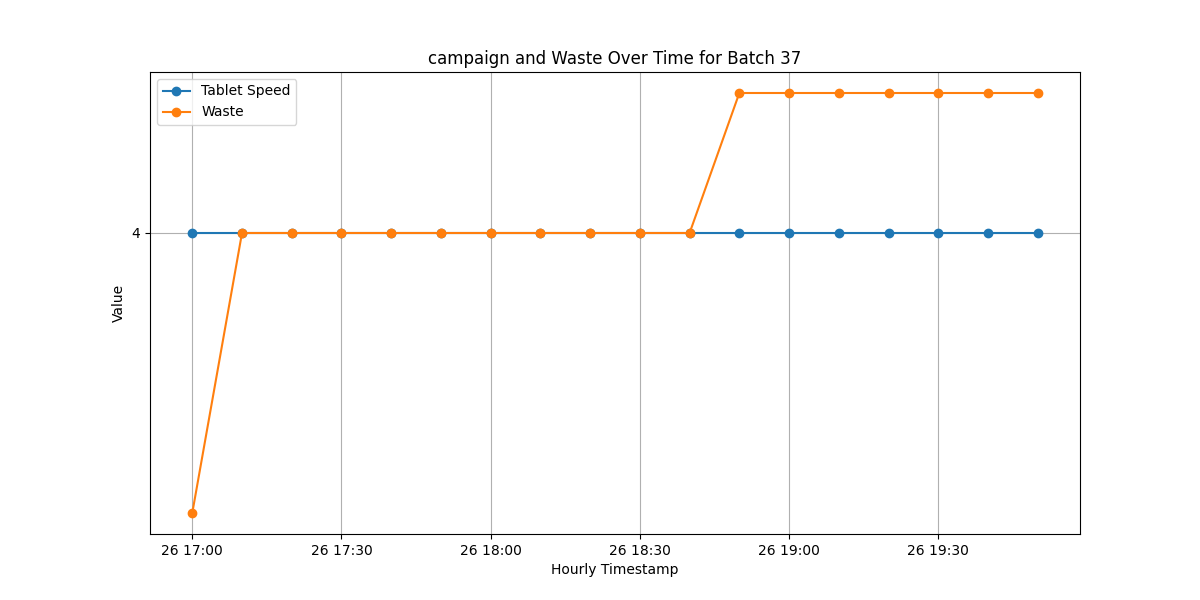 campaign and Waste Over Time for Batch 37
Tablet Speed
Waste
4
Value
26 17:00
26 17:30
26 18:00
26 18:30
26 19:00
26 19:30
Hourly Timestamp